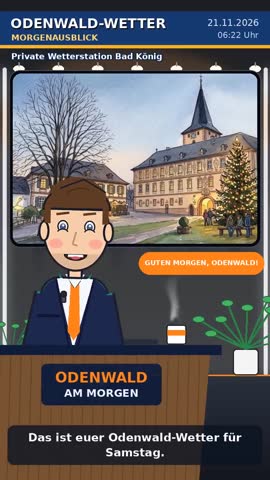 ODENWALD-WETTER
21.11.2026
MORGENAUSBLICK
06:22 Uhr
Private Wetterstation Bad König
GUTEN MORGEN, ODENWALD!
ODENWALD
AM MORGEN
Das ist euer Odenwald-Wetter für
Samstag.